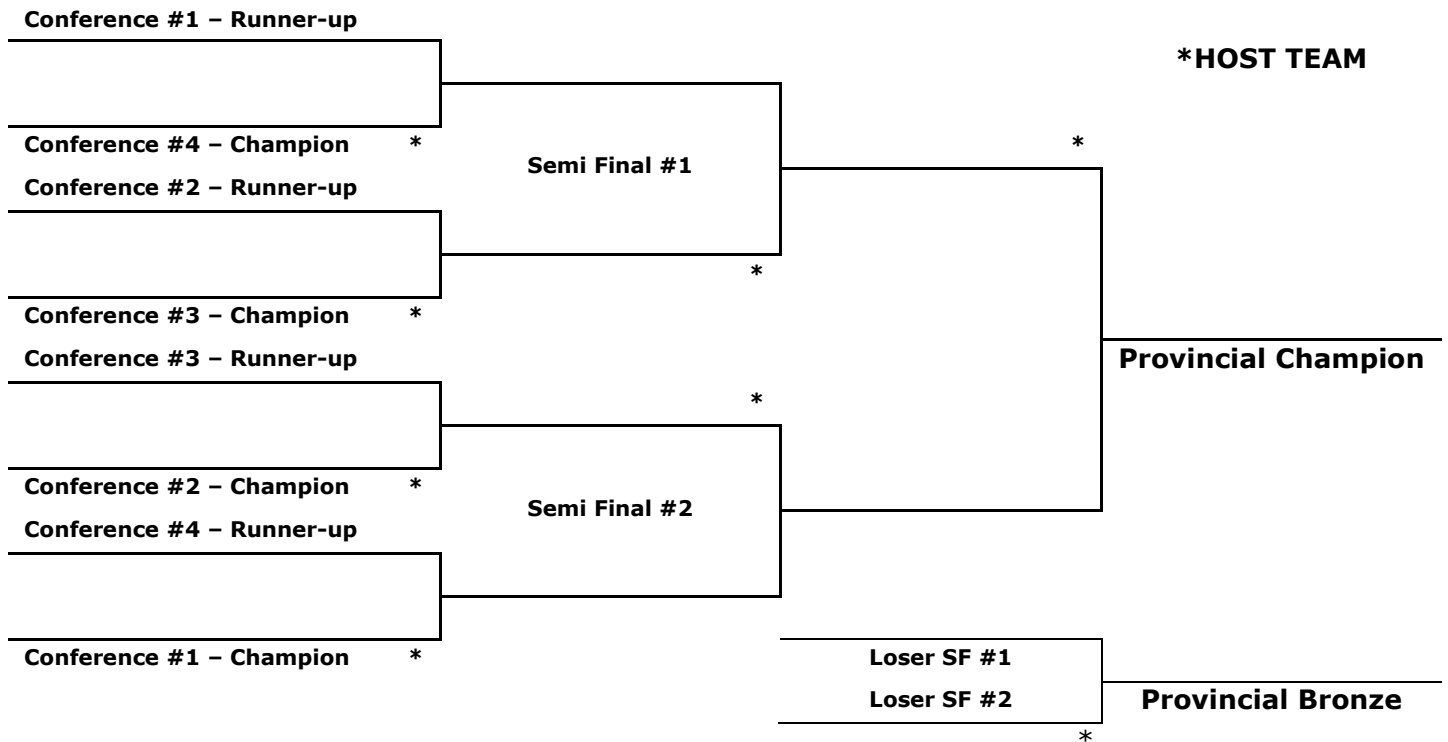 Conference #1 – Runner-up
*HOST TEAM
Conference #4 – Champion *
*
Semi Final #1
Conference #2 – Runner-up
*
Conference #3 – Champion *
Conference #3 – Runner-up
Provincial Champion
*
Conference #2 – Champion *
Semi Final #2
Conference #4 – Runner-up
Conference #1 – Champion *
Loser SF #1
Loser SF #2
Provincial Bronze
*